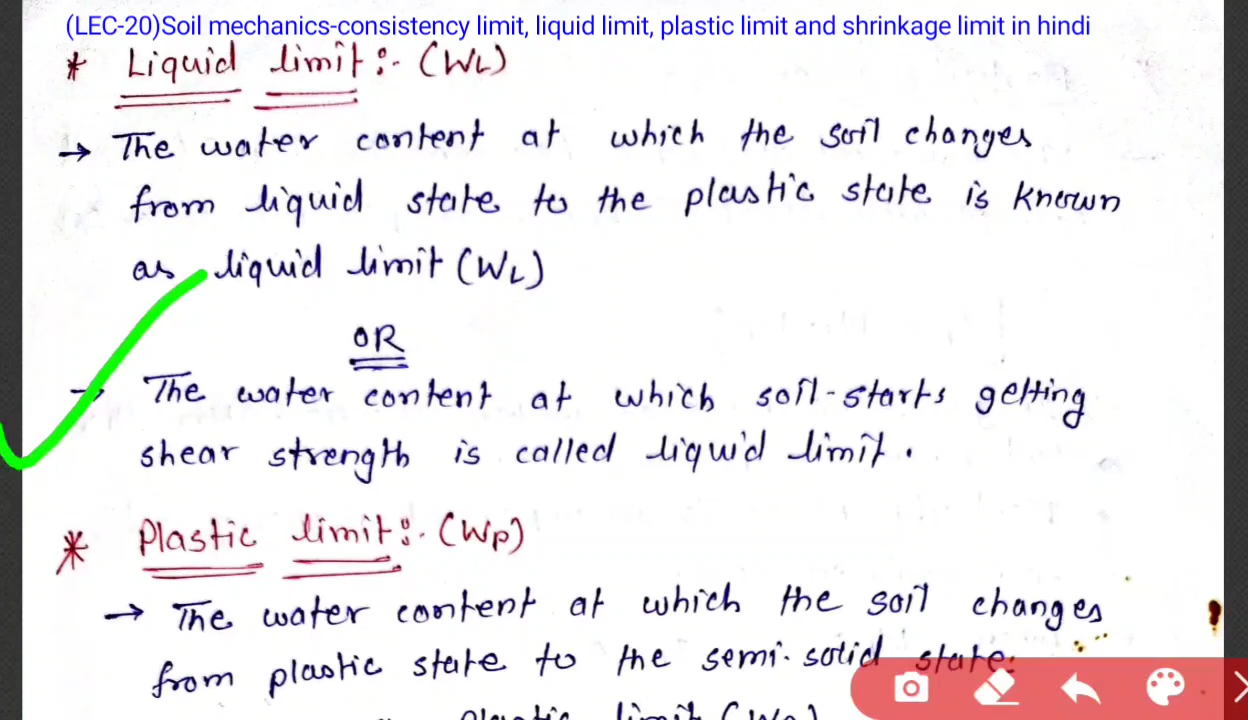 (LEC-20)Soil mechanics-consistency limit, liquid limit, plastic limit and shrinkage limit in hindi
* Liquid limit:- (WL)
→ The water content at which the soil changes
from liquid state to the plastic state is known
as liquid limit (WL)
OR
→ The water content at which soil-starts getting
shear strength is called liquid limit.
* Plastic limit:- (WP)
→ The water content at which the soil changes
from plastic state to the semi-solid state.
plastic limit (WP)